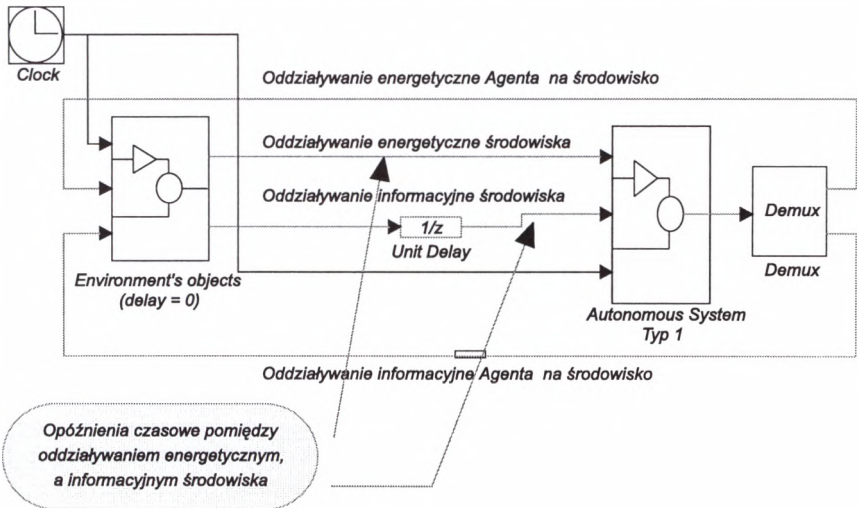 Clock
Oddziaływanie energetyczne Agenta na środowisko
Oddziaływanie energetyczne środowiska
Oddziaływanie informacyjne środowiska
1/z
Unit Delay
Demux
Demux
Environment's objects
(delay = 0)
Autonomous System
Typ 1
Oddziaływanie informacyjne Agenta na środowisko
Opóźnienia czasowe pomiędzy
oddziaływaniem energetycznym,
a informacyjnym środowiska